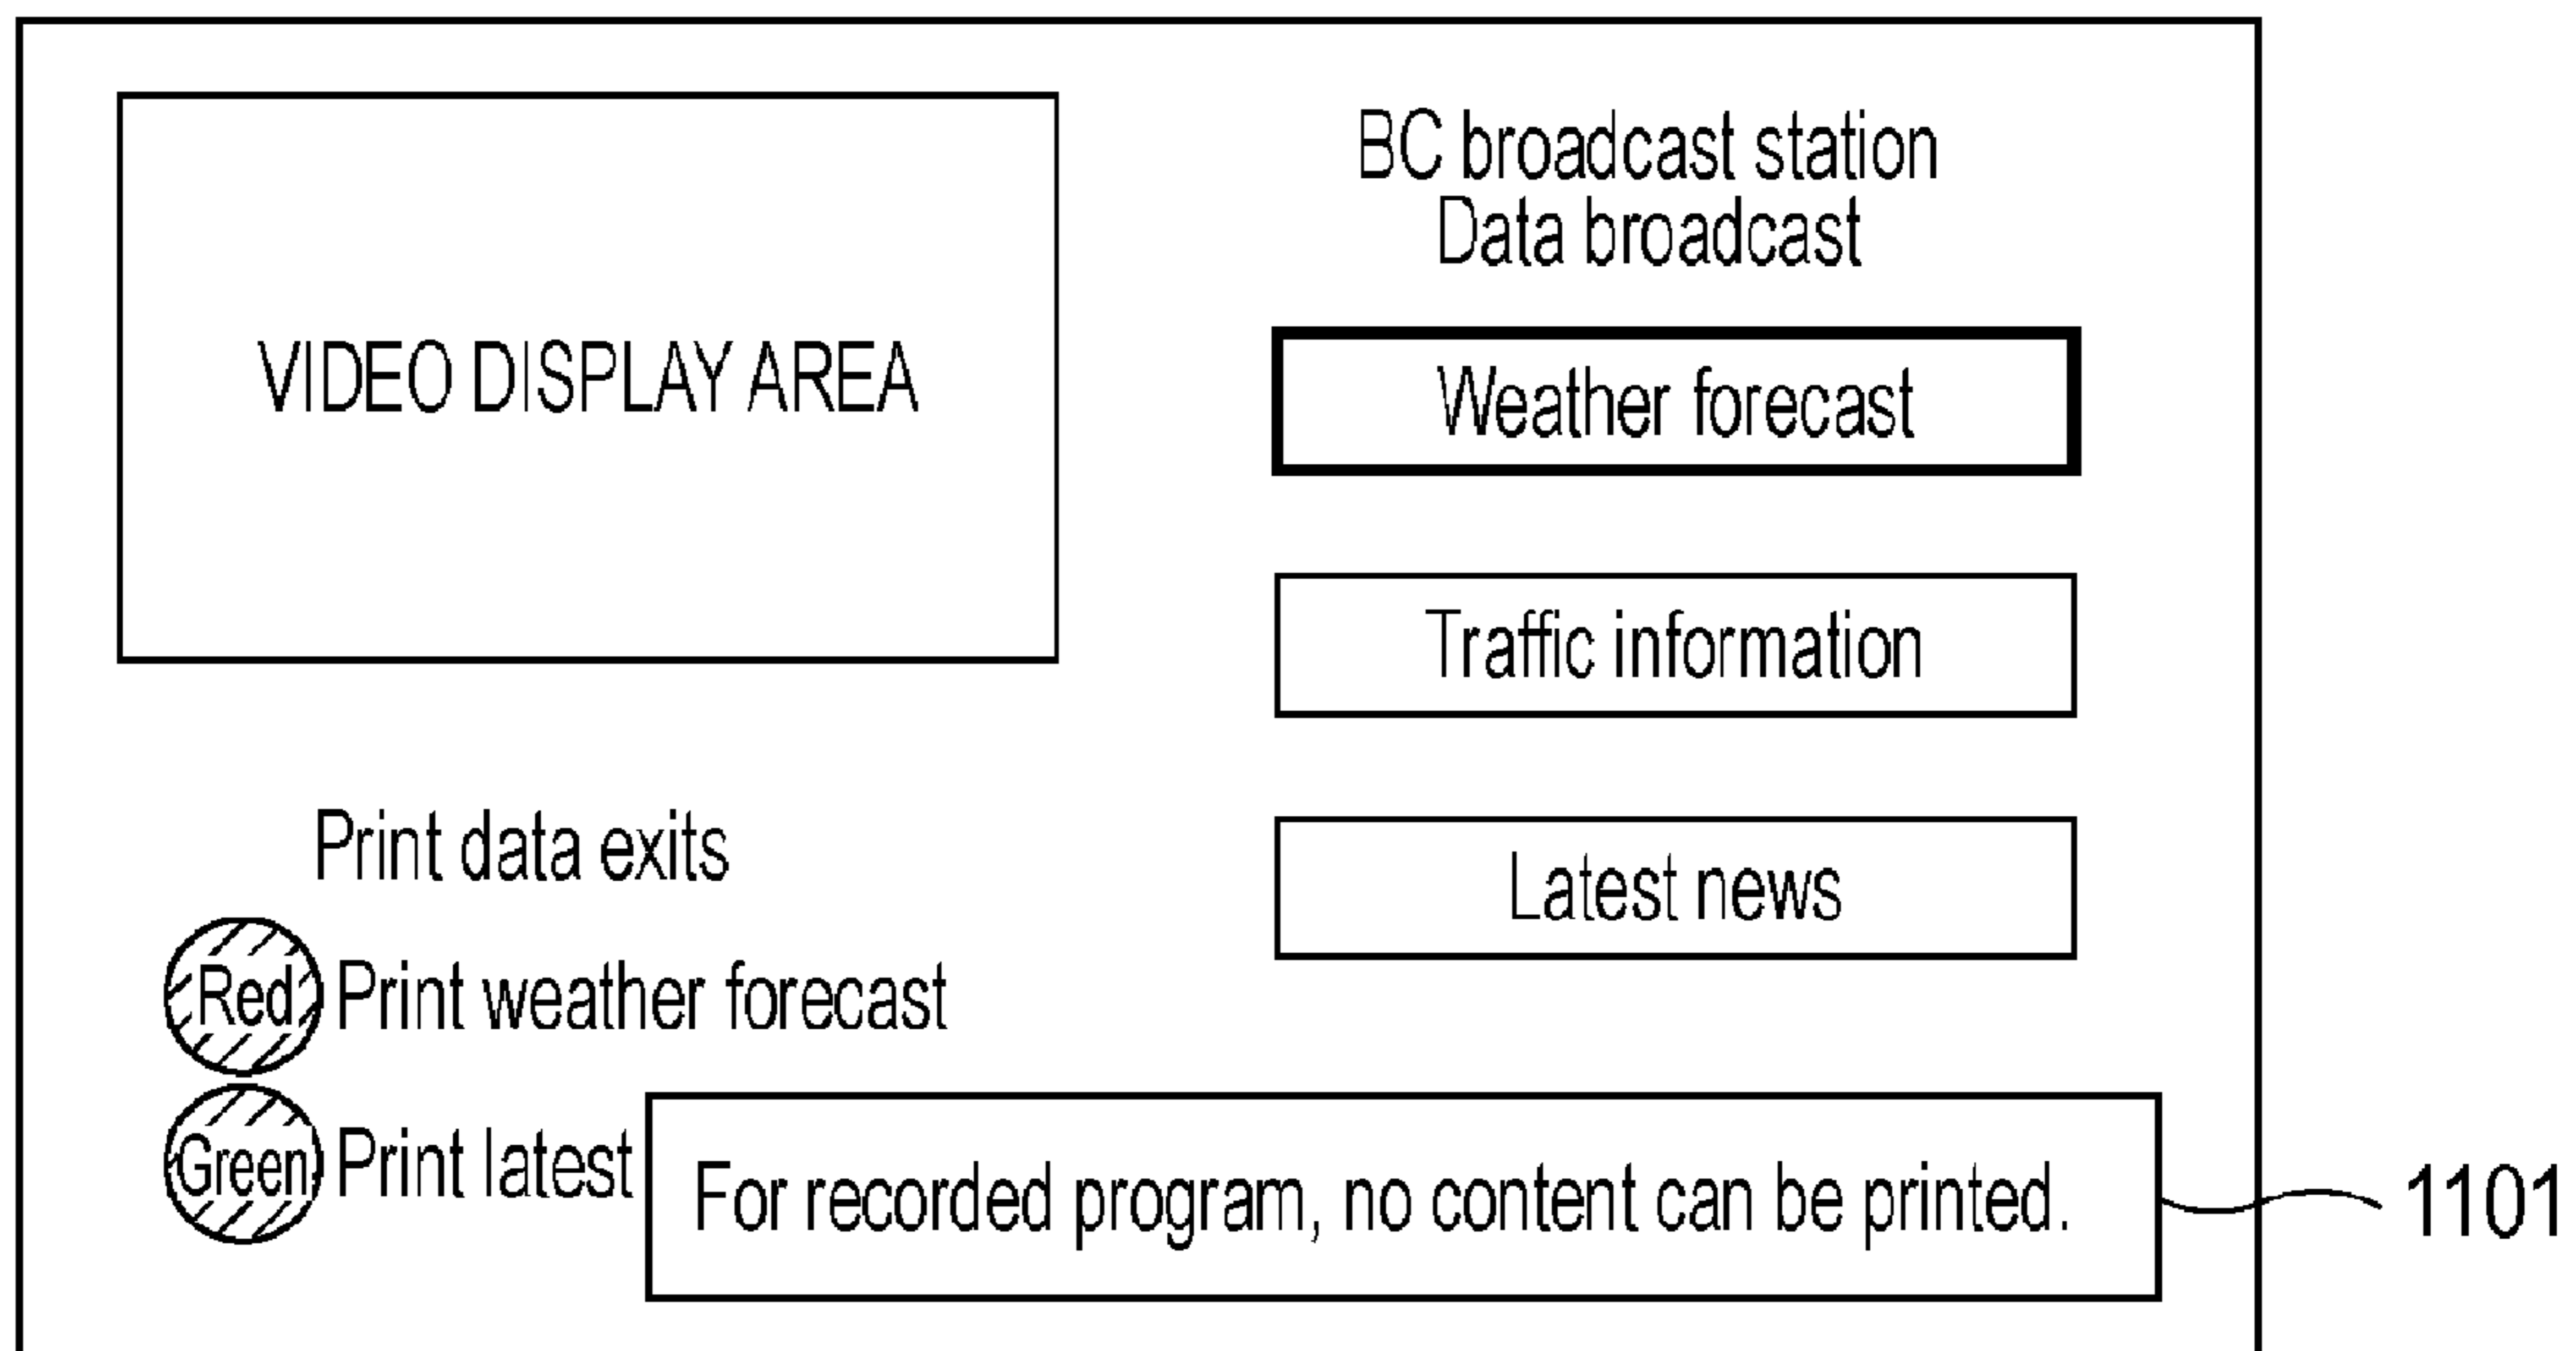 VIDEO DISPLAY AREA
BC broadcast station
Data broadcast
Weather forecast
Traffic information
Latest news
Print data exits
Red Print weather forecast
Green Print latest
For recorded program, no content can be printed.
1101